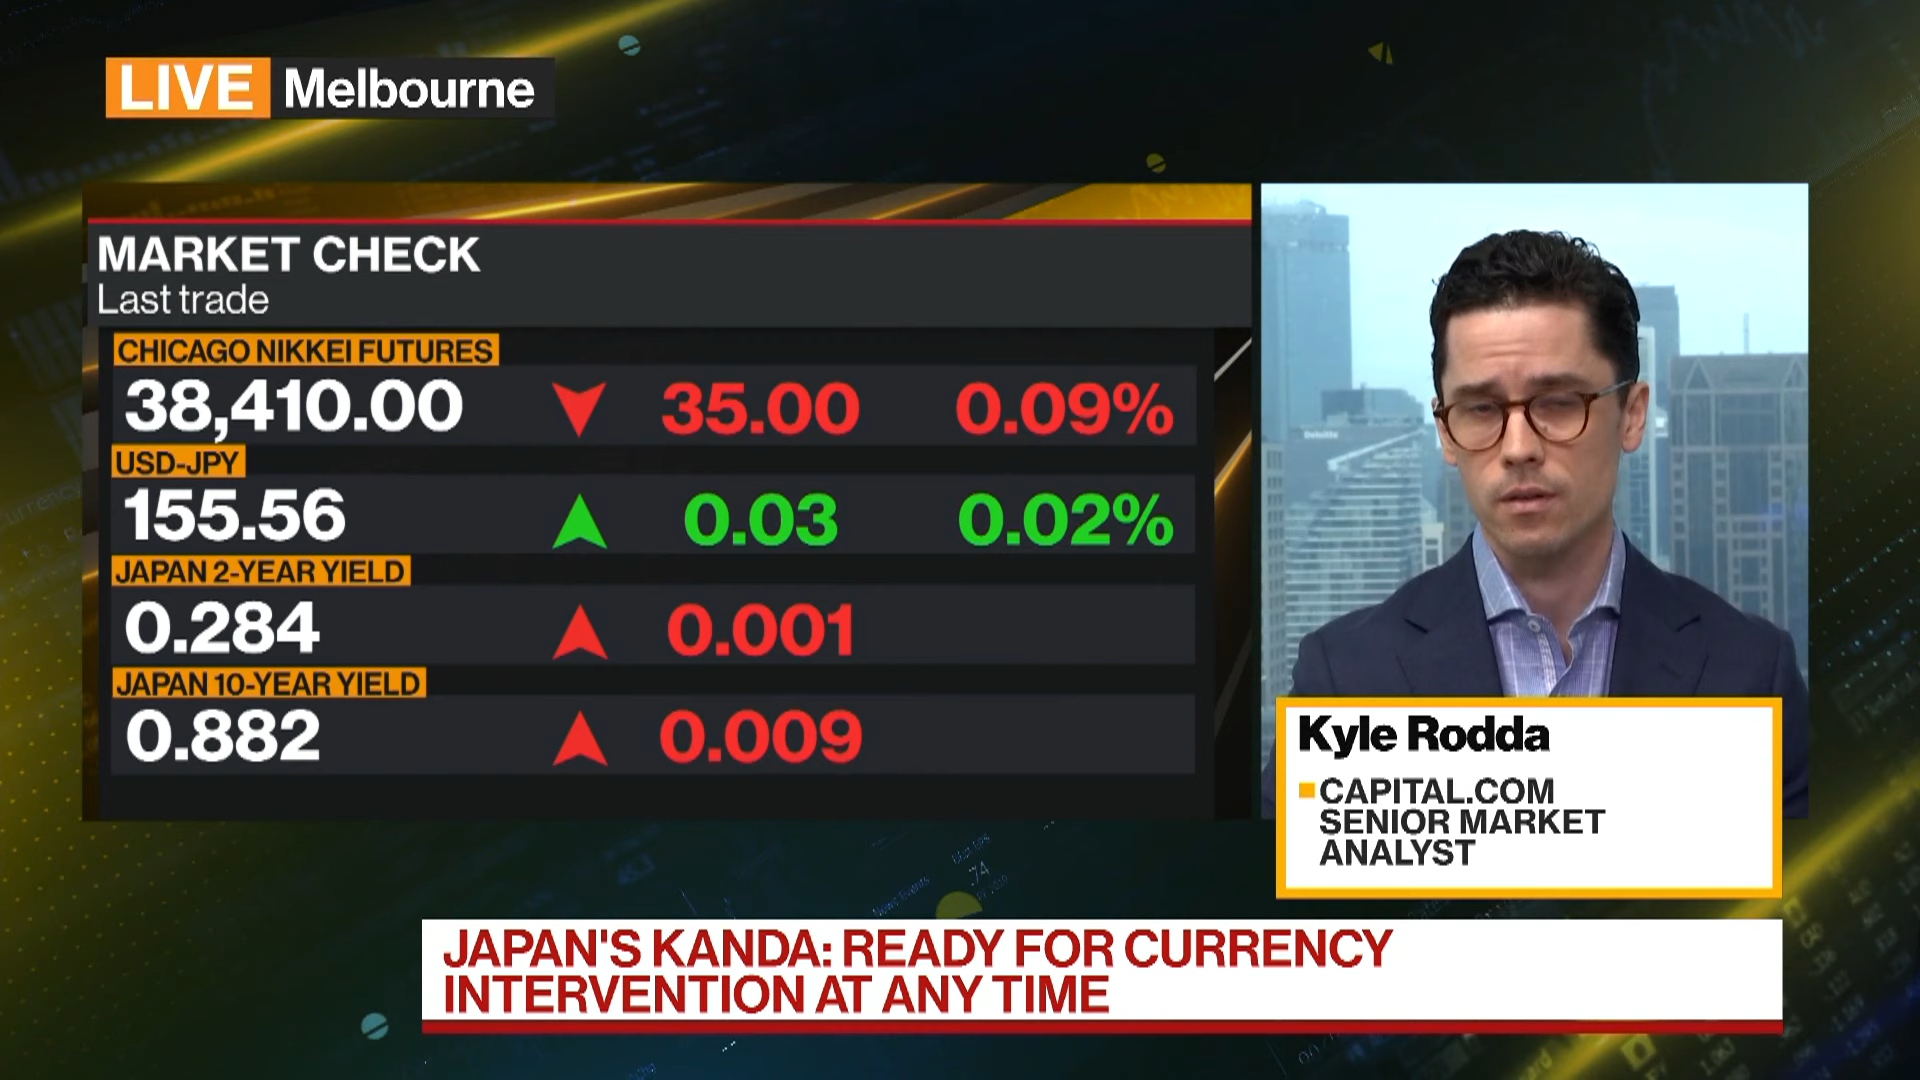 LIVE Melbourne
MARKET CHECK
Last trade
CHICAGO NIKKEI FUTURES
38,410.00 35.00 0.09%
USD-JPY
155.56 0.03 0.02%
JAPAN 2-YEAR YIELD
0.284 0.001
JAPAN 10-YEAR YIELD
0.882 0.009
Deloitte
Kyle Rodda
CAPITAL.COM
SENIOR MARKET
ANALYST
JAPAN'S KANDA: READY FOR CURRENCY
INTERVENTION AT ANY TIME